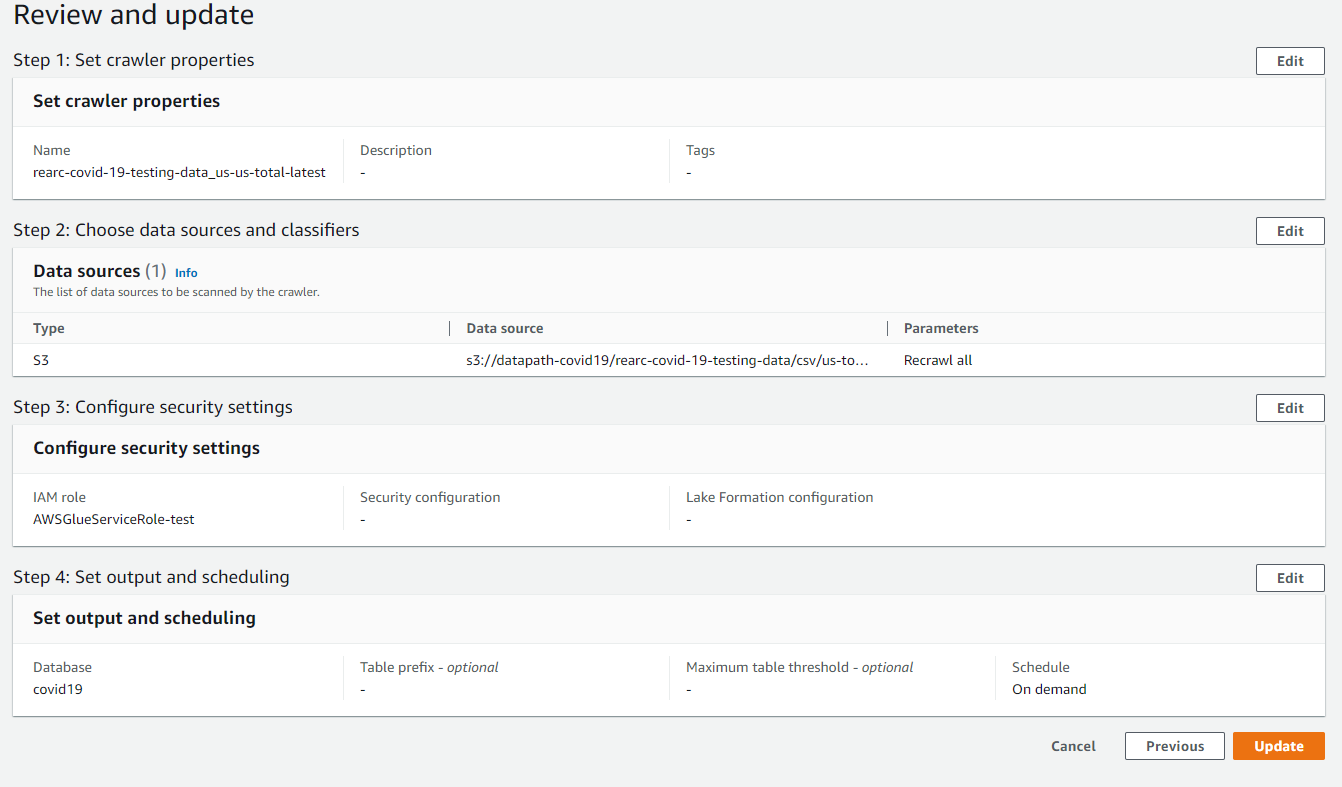 Review and update
Step 1: Set crawler properties
Edit
Set crawler properties
Name Description Tags
rearc-covid-19-testing-data_us-us-total-latest - -
Step 2: Choose data sources and classifiers
Edit
Data sources (1) Info
The list of data sources to be scanned by the crawler.
Type Data source Parameters
S3 s3://datapath-covid19/rearc-covid-19-testing-data/csv/us-to... Recrawl all
Step 3: Configure security settings
Edit
Configure security settings
IAM role Security configuration Lake Formation configuration
AWSGlueServiceRole-test - -
Step 4: Set output and scheduling
Edit
Set output and scheduling
Database Table prefix - optional Maximum table threshold - optional Schedule
covid19 - - On demand
Cancel Previous Update